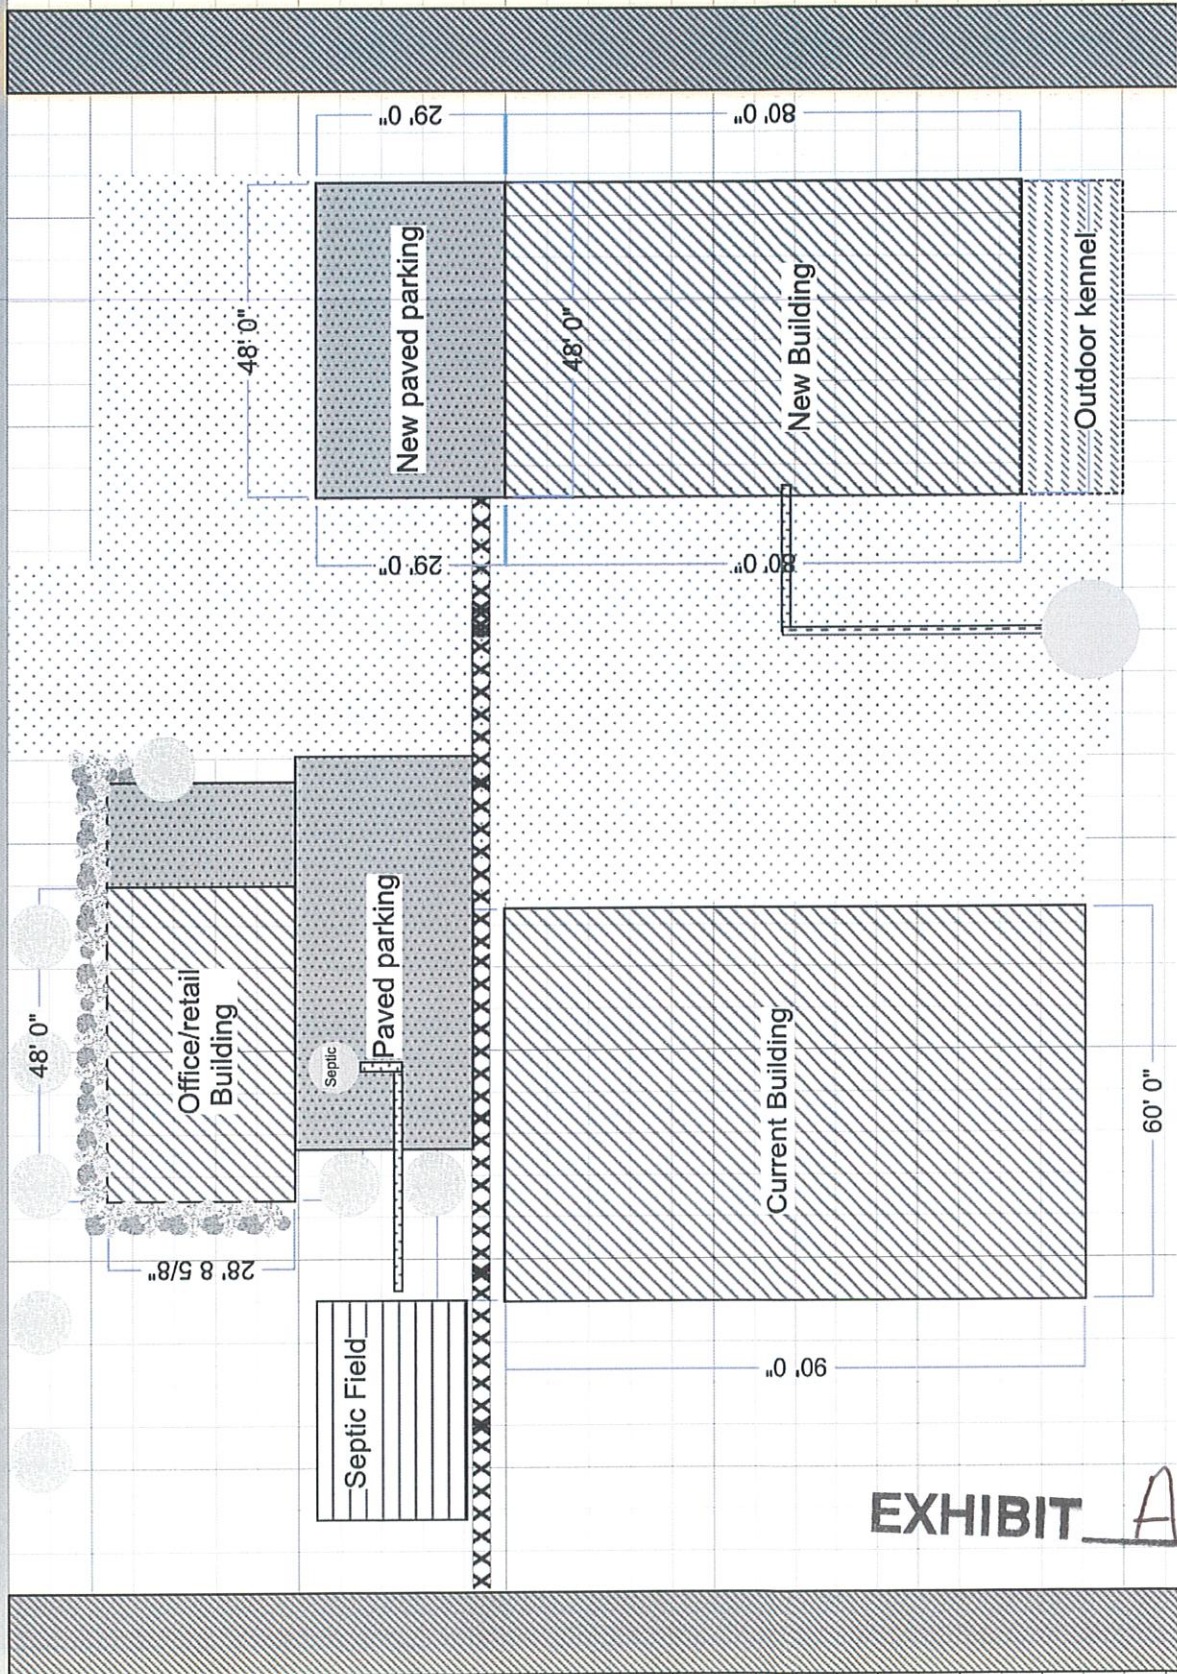 29' 0"
80' 0"
48' 0"
New paved parking
48' 0"
New Building
Outdoor kennel
29' 0"
80' 0"
48' 0"
Office/retail
Building
Septic
Paved parking
Current Building
60' 0"
28' 8 5/8"
90' 0"
Septic Field
EXHIBIT A